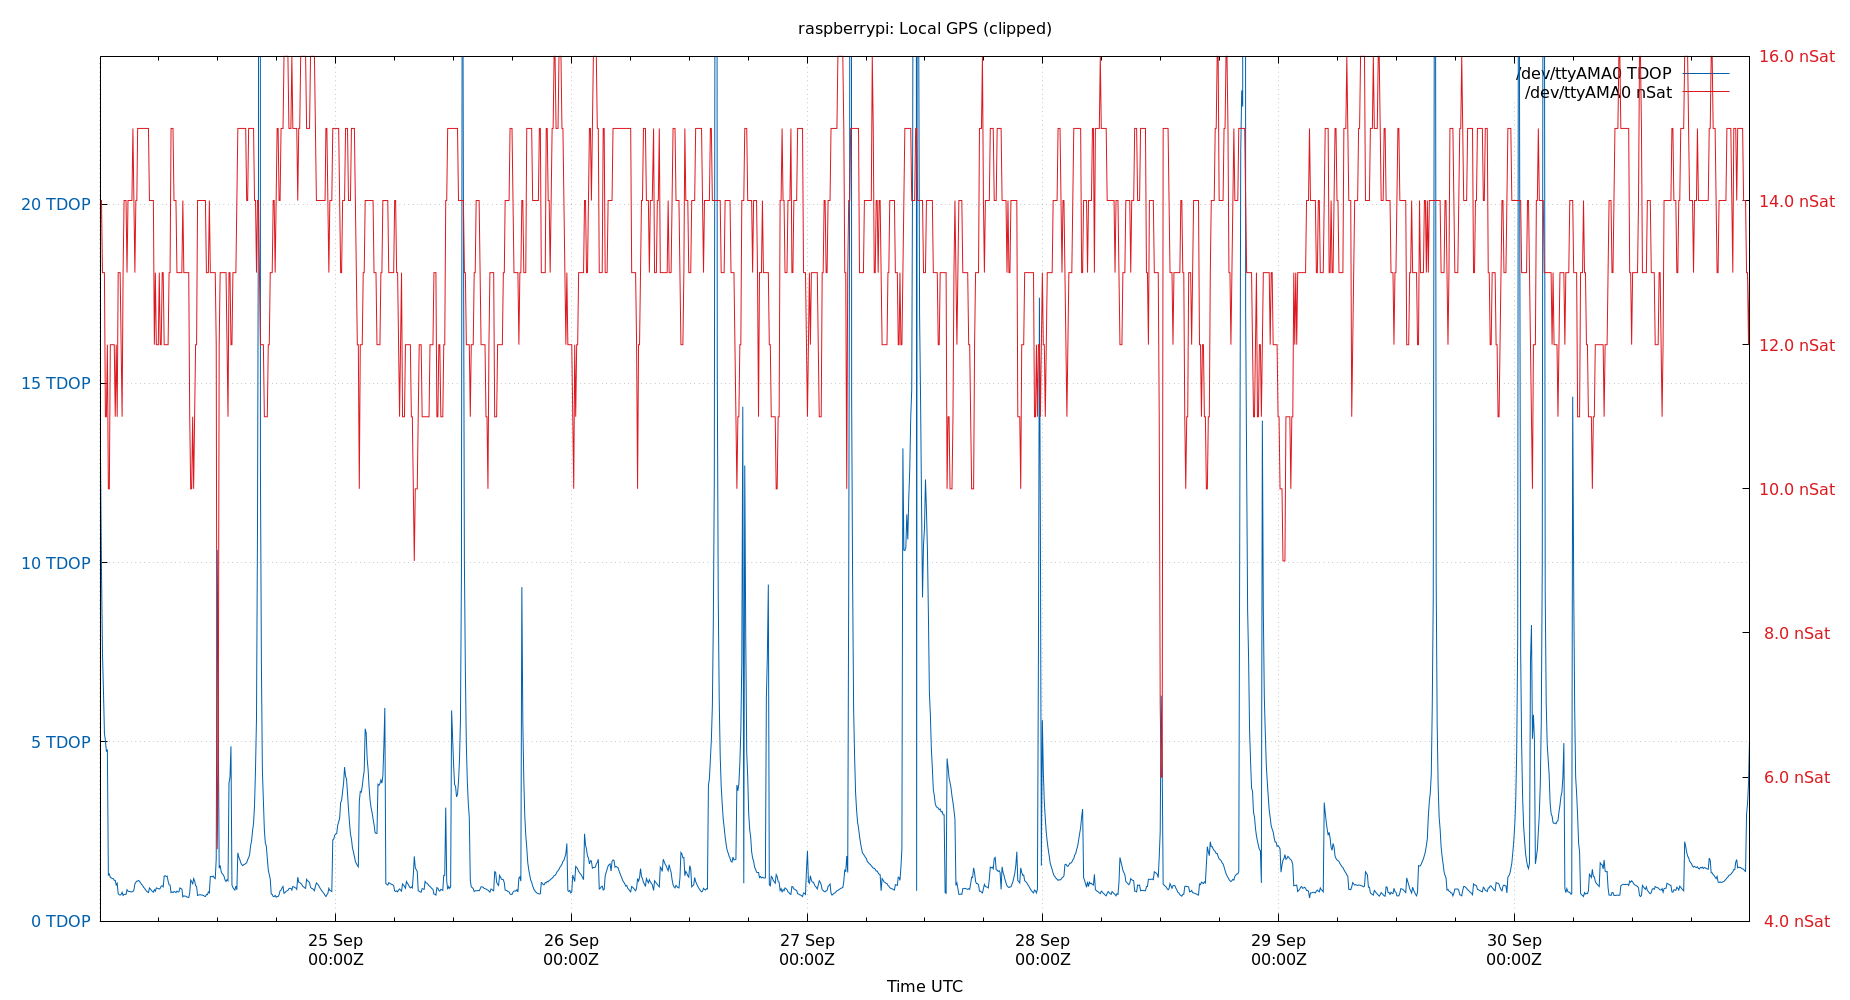 raspberrypi: Local GPS (clipped)
/dev/ttyAMA0 TDOP
/dev/ttyAMA0 nSat
20 TDOP
15 TDOP
10 TDOP
5 TDOP
0 TDOP
16.0 nSat
14.0 nSat
12.0 nSat
10.0 nSat
8.0 nSat
6.0 nSat
4.0 nSat
25 Sep
00:00Z
26 Sep
00:00Z
27 Sep
00:00Z
28 Sep
00:00Z
29 Sep
00:00Z
30 Sep
00:00Z
Time UTC